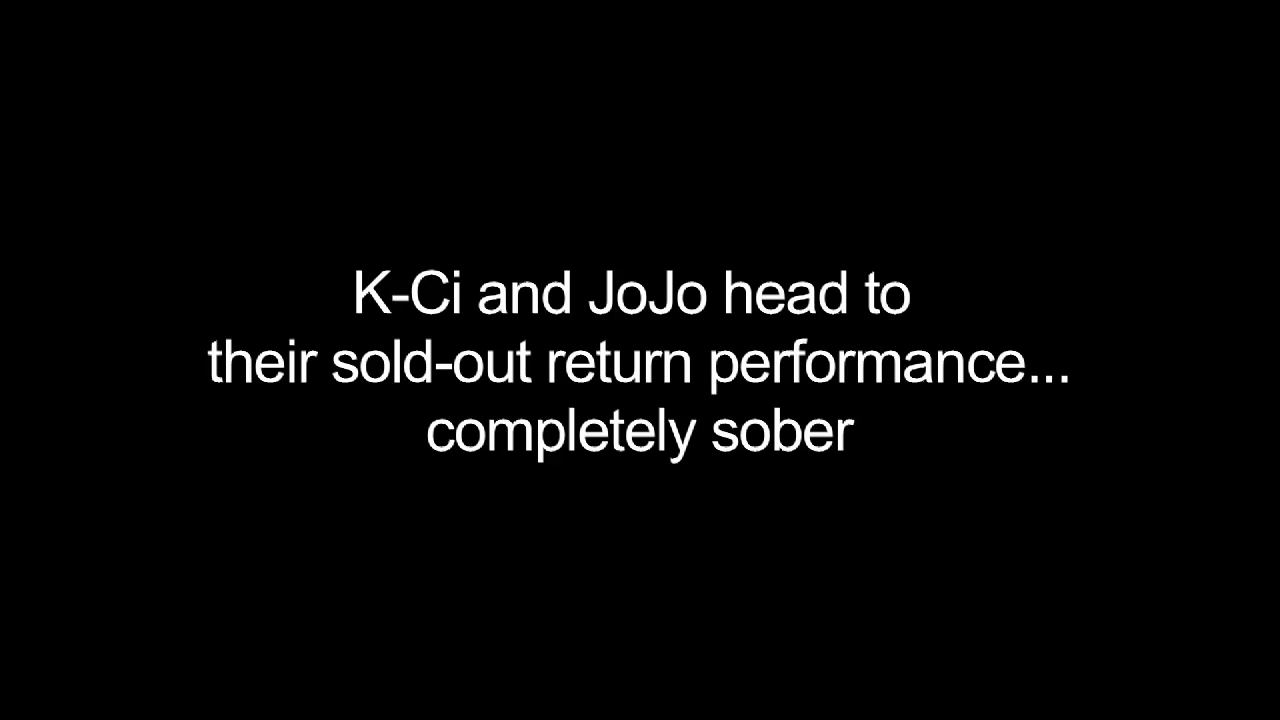 K-Ci and JoJo head to
their sold-out return performance...
completely sober